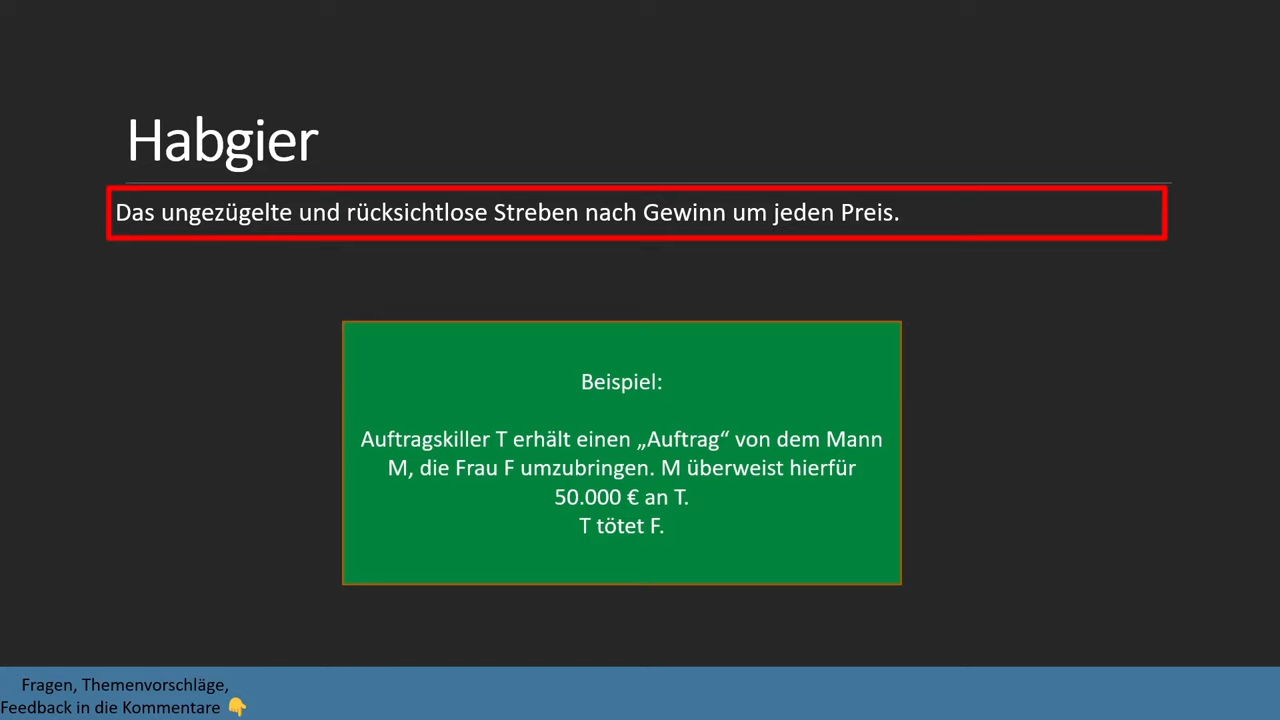 Habgier
Das ungezügelte und rücksichtlose Streben nach Gewinn um jeden Preis.
Beispiel:
Auftragskiller T erhält einen „Auftrag“ von dem Mann
M, die Frau F umzubringen. M überweist hierfür
50.000 € an T.
T tötet F.
Fragen, Themenvorschläge,
Feedback in die Kommentare 👇